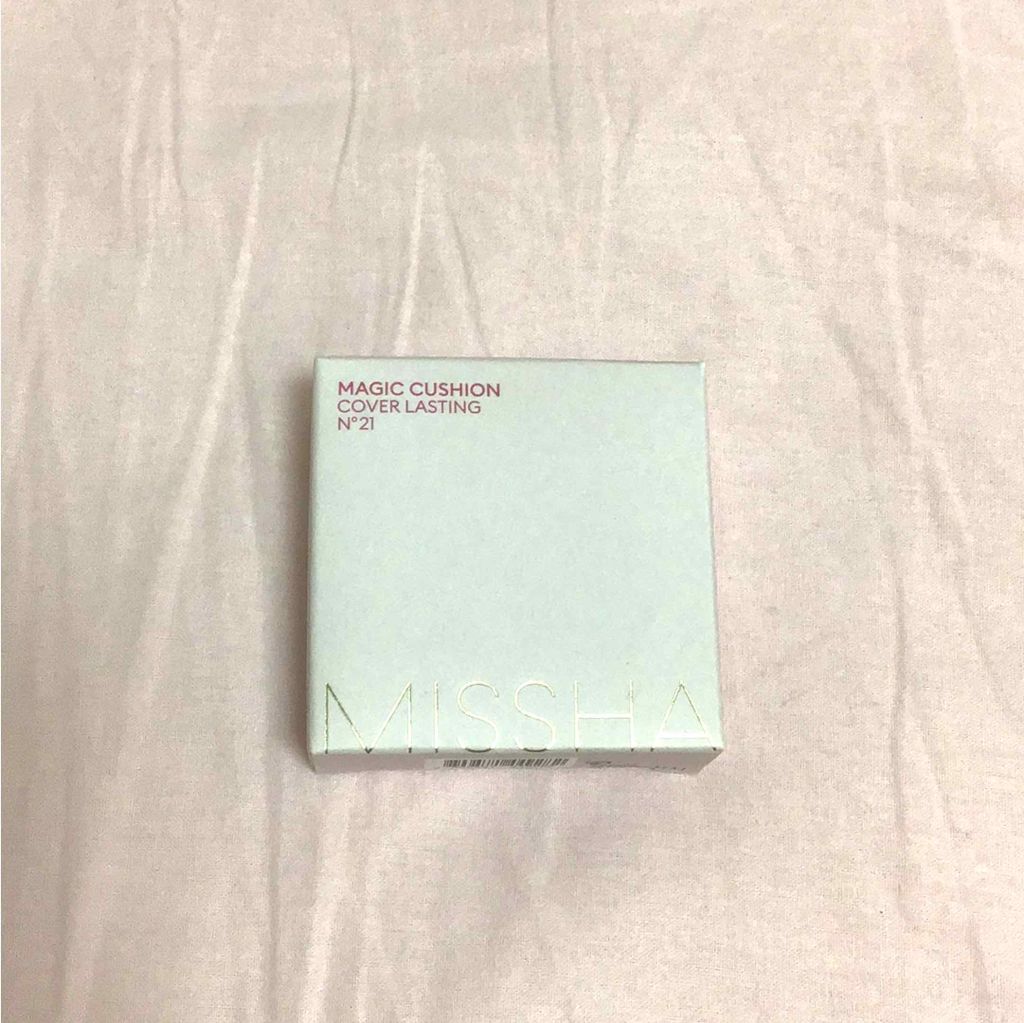 MAGIC CUSHION
COVER LASTING
N°21
MISSHA